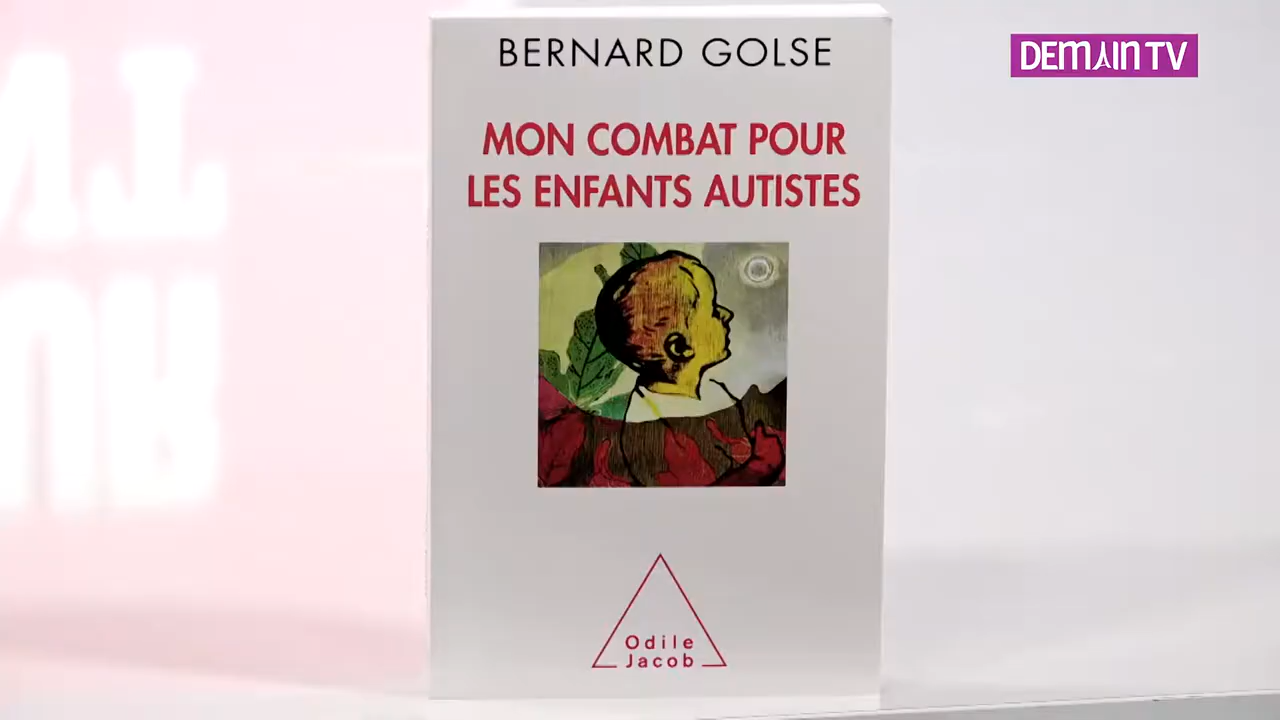 BERNARD GOLSE
DEMAIN TV
MON COMBAT POUR
LES ENFANTS AUTISTES
Odile
Jacob